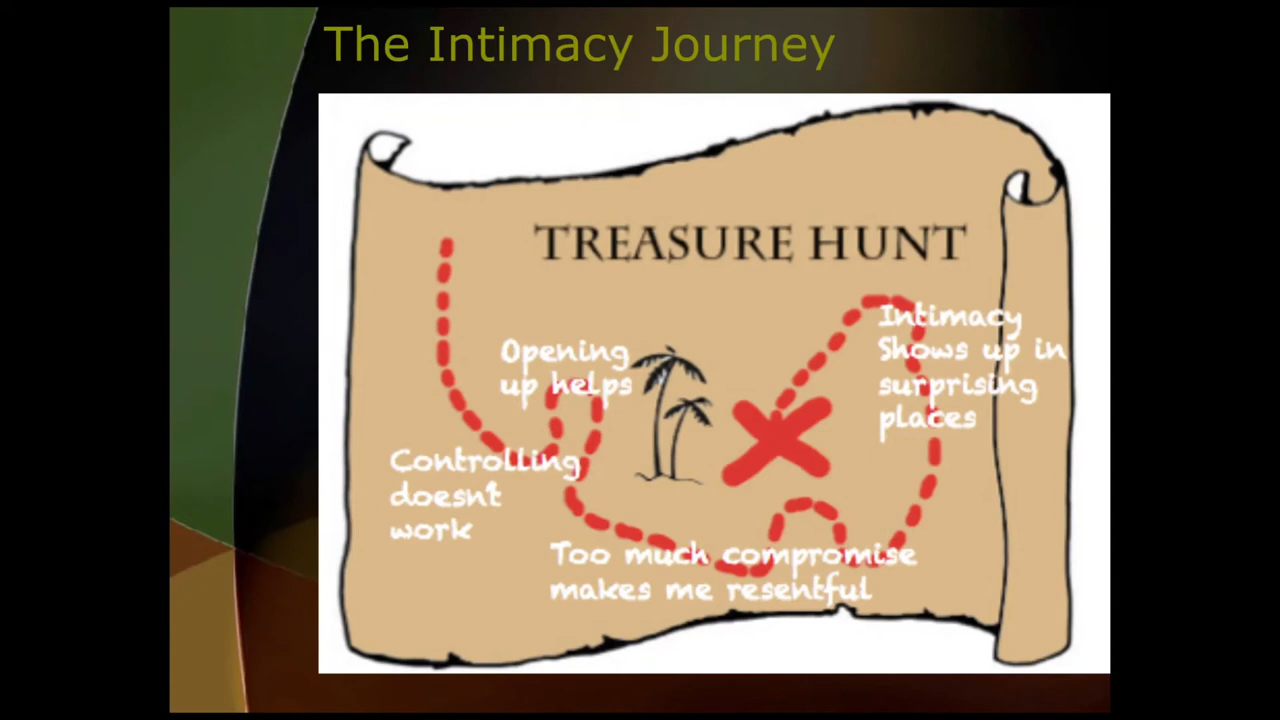 The Intimacy Journey
TREASURE HUNT
Intimacy
Shows up in
surprising
places
Opening
up helps
Controlling
doesn't
work
Too much compromise
makes me resentful